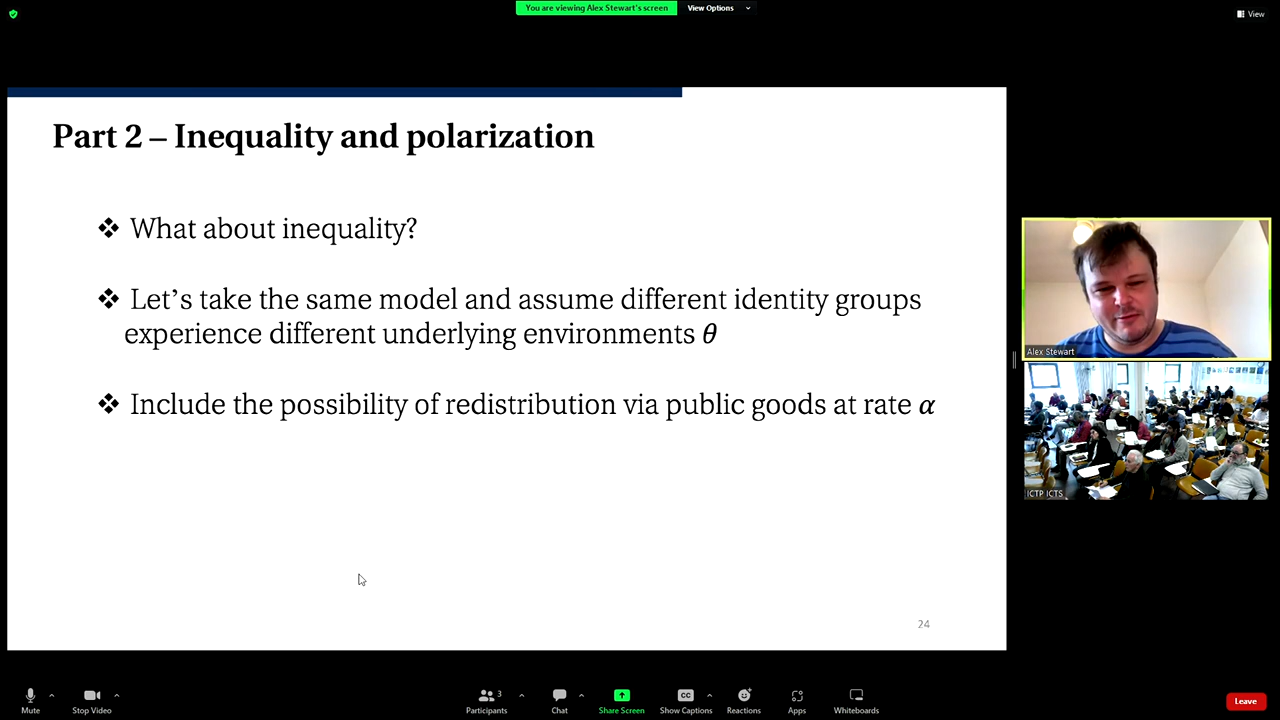 You are viewing Alex Stewart's screen
View Options
View
Part 2 – Inequality and polarization
❖ What about inequality?
❖ Let's take the same model and assume different identity groups
experience different underlying environments θ
❖ Include the possibility of redistribution via public goods at rate α
24
Alex Stewart
ICTP ICTS
Mute
Stop Video
Participants
3
Chat
Share Screen
CC
Show Captions
Reactions
Apps
Whiteboards
Leave